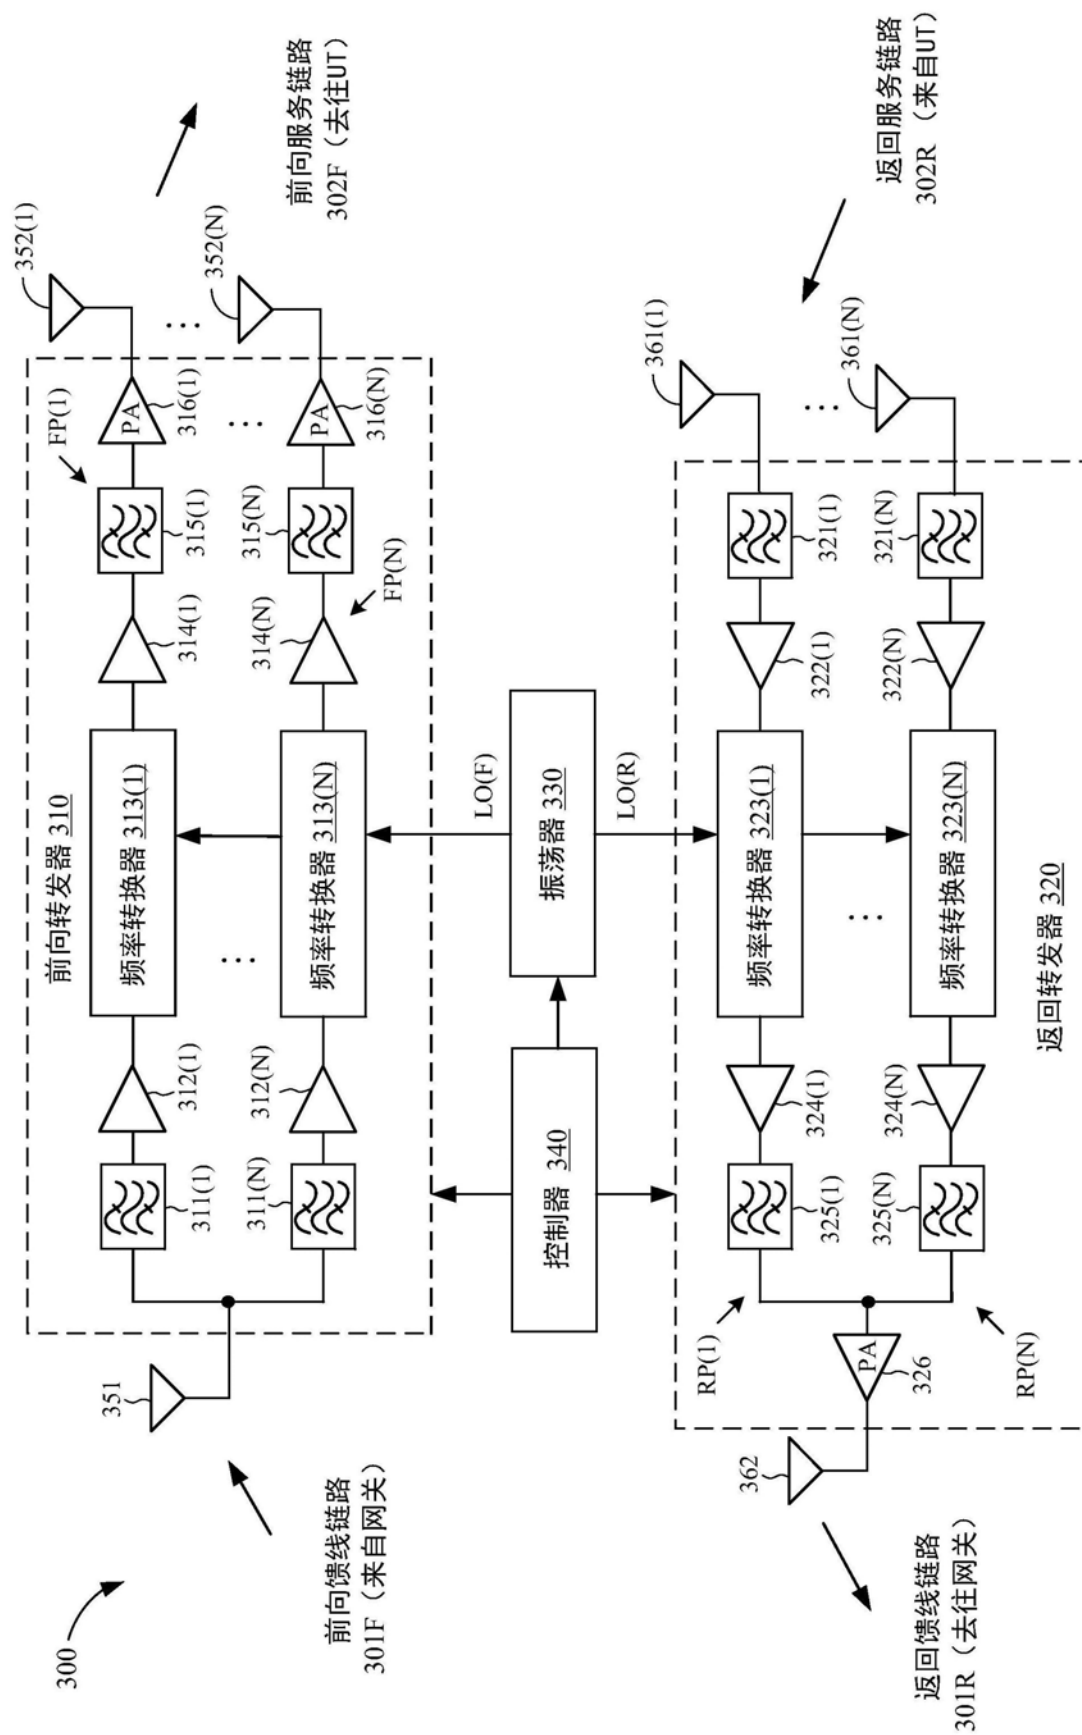 300
前向馈线链路
301F（来自网关）
351
前向转发器 310
311(1)
312(1)
频率转换器 313(1)
314(1)
315(1)
FP(1)
PA
316(1)
352(1)
...
...
...
311(N)
312(N)
频率转换器 313(N)
314(N)
315(N)
FP(N)
PA
316(N)
352(N)
前向服务链路
302F（去往UT）
控制器 340
振荡器 330
LO(F)
LO(R)
返回馈线链路
301R（去往网关）
362
PA
326
RP(1)
325(1)
324(1)
频率转换器 323(1)
322(1)
321(1)
361(1)
...
...
RP(N)
325(N)
324(N)
频率转换器 323(N)
322(N)
321(N)
361(N)
返回转发器 320
返回服务链路
302R （来自UT）